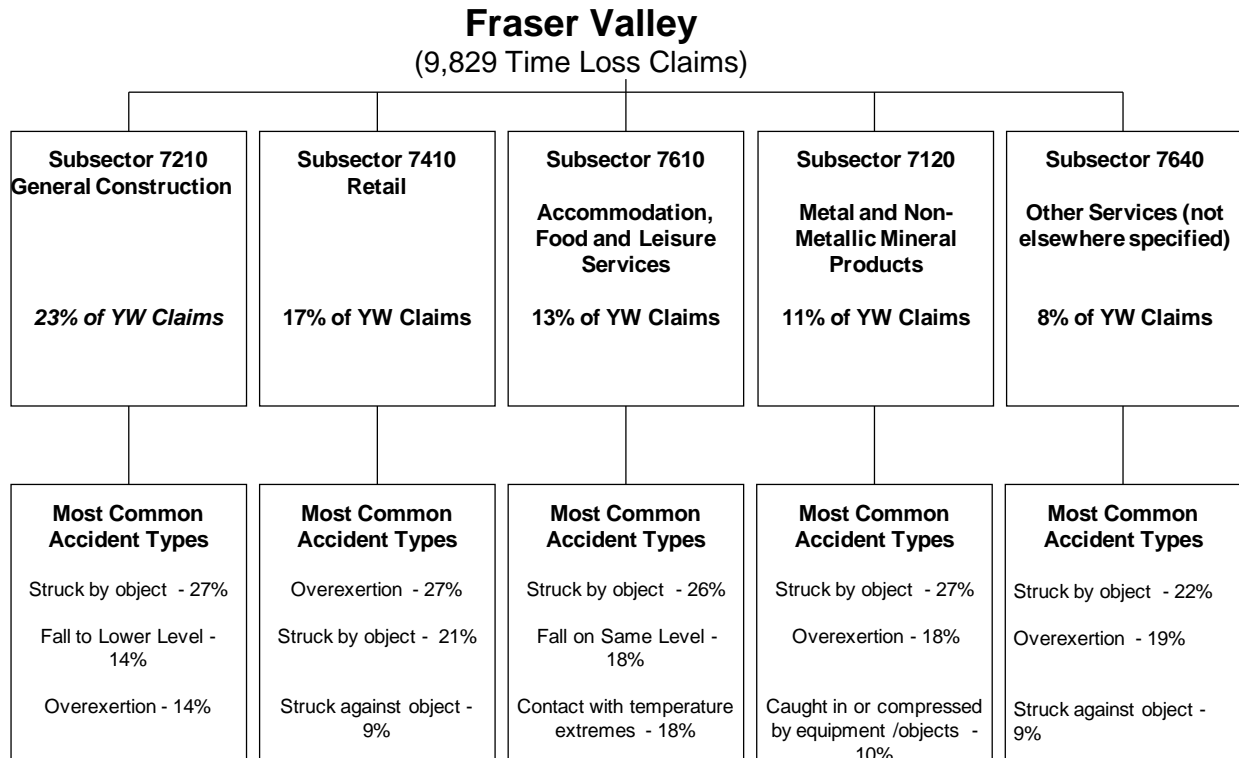 Fraser Valley
(9,829 Time Loss Claims)
Subsector 7210
General Construction
23% of YW Claims
Subsector 7410
Retail
17% of YW Claims
Subsector 7610
Accommodation,
Food and Leisure
Services
13% of YW Claims
Subsector 7120
Metal and Non-
Metallic Mineral
Products
11% of YW Claims
Subsector 7640
Other Services (not
elsewhere specified)
8% of YW Claims
Most Common
Accident Types
Struck by object - 27%
Fall to Lower Level -
14%
Overexertion - 14%
Most Common
Accident Types
Overexertion - 27%
Struck by object - 21%
Struck against object -
9%
Most Common
Accident Types
Struck by object - 26%
Fall on Same Level -
18%
Contact with temperature
extremes - 18%
Most Common
Accident Types
Struck by object - 27%
Overexertion - 18%
Caught in or compressed
by equipment /objects -
10%
Most Common
Accident Types
Struck by object - 22%
Overexertion - 19%
Struck against object -
9%